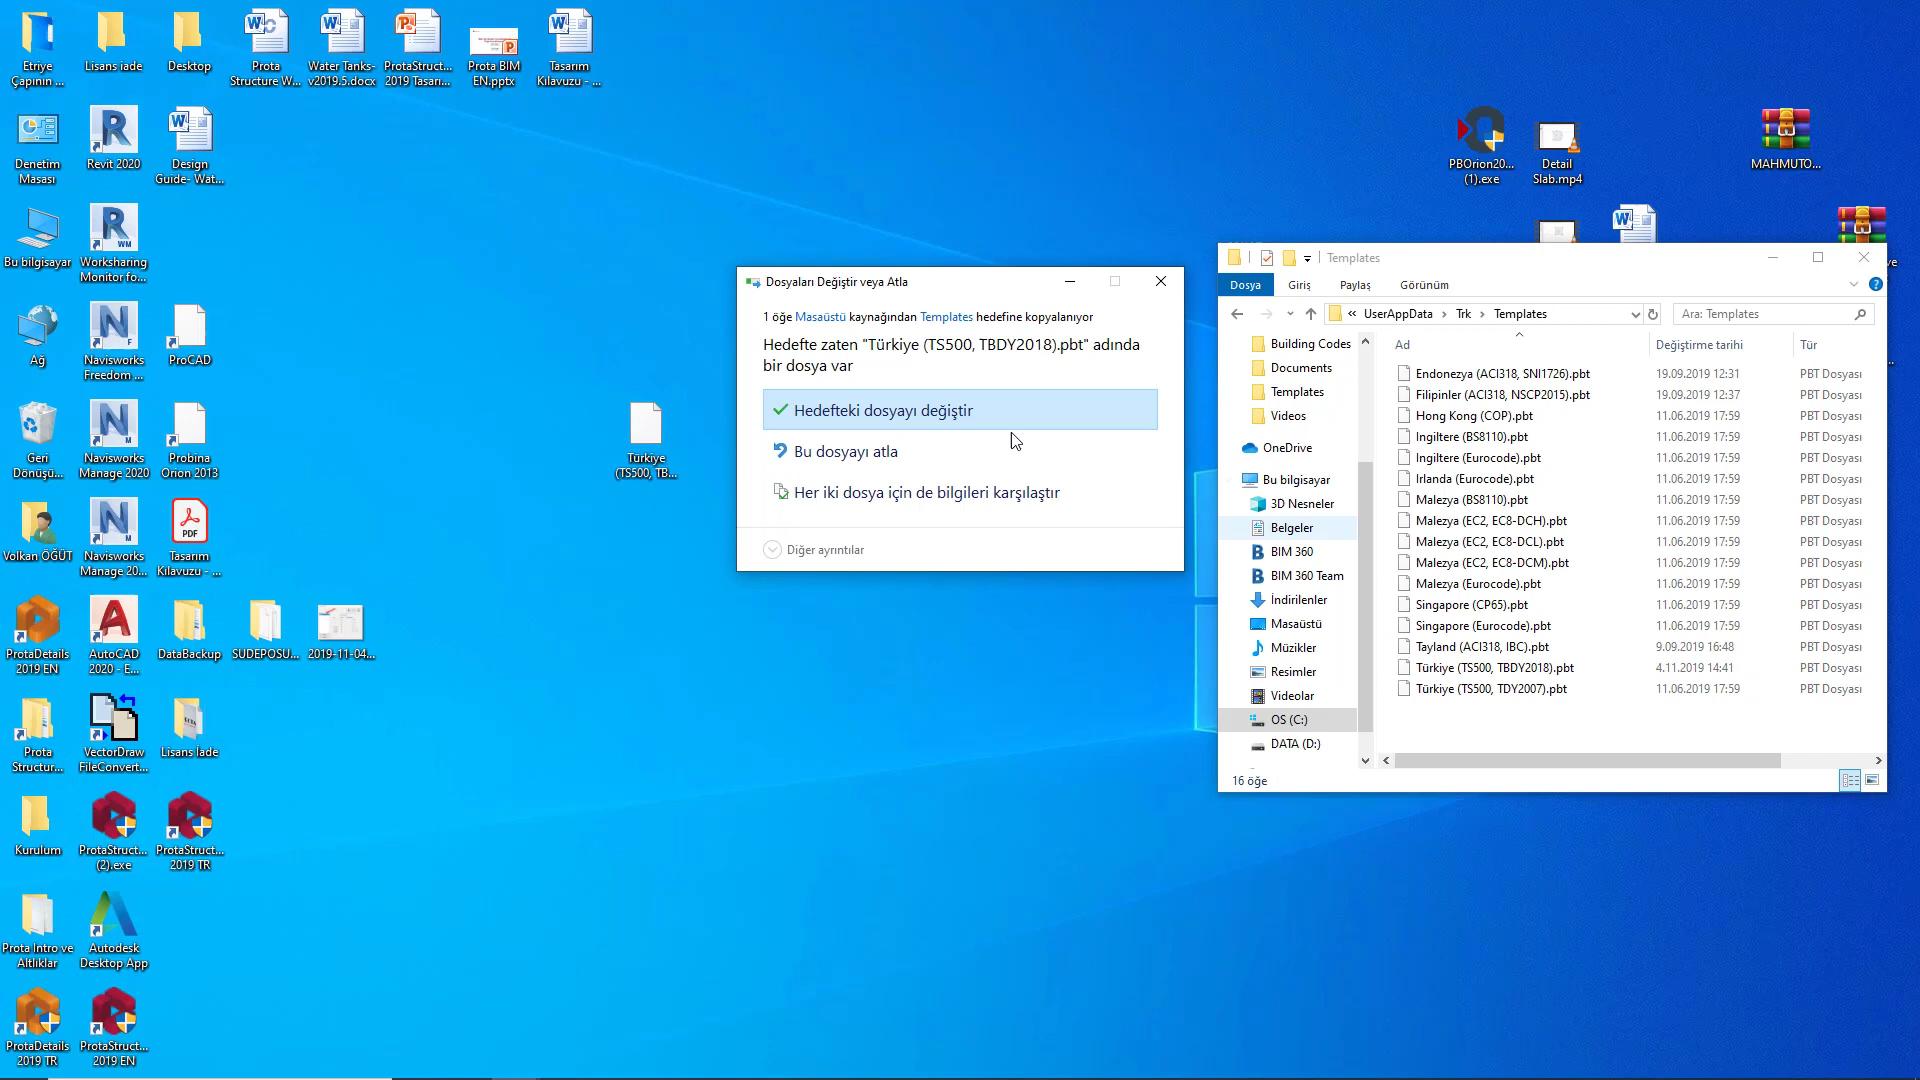 Etriye
Çapının ...
Lisans iade
Desktop
Prota
Structure W...
Water Tanks-
v2019.5.docx
ProtaStruct...
2019 Tasarı...
Prota BIM
EN.pptx
Tasarım
Kılavuzu - ...
Denetim
Masası
Revit 2020
Design
Guide- Wat...
PBOrion20...
(1).exe
Detail
Slab.mp4
MAHMUTO...
Bu bilgisayar
Worksharing
Monitor fo...
Ağ
Navisworks
Freedom ...
ProCAD
Geri
Dönüşü...
Navisworks
Manage 2020
Probina
Orion 2013
Türkiye
(TS500, TB...
Volkan ÖĞÜT
Navisworks
Manage 20...
Tasarım
Kılavuzu - ...
ProtaDetails
2019 EN
AutoCAD
2020 - E...
DataBackup
SUDEPOSU...
2019-11-04...
Prota
Structur...
VectorDraw
FileConvert...
Lisans İade
Kurulum
ProtaStruct...
(2).exe
ProtaStruct...
2019 TR
Prota Intro ve
Altlıklar
Autodesk
Desktop App
ProtaDetails
2019 TR
ProtaStruct...
2019 EN
Dosyaları Değiştir veya Atla
1 öğe Masaüstü kaynağından Templates hedefine kopyalanıyor
Hedefte zaten "Türkiye (TS500, TBDY2018).pbt" adında
bir dosya var
Hedefteki dosyayı değiştir
Bu dosyayı atla
Her iki dosya için de bilgileri karşılaştır
Diğer ayrıntılar
Templates
Dosya Giriş Paylaş Görünüm
« UserAppData › Trk › Templates
Ara: Templates
Building Codes
Documents
Templates
Videos
OneDrive
Bu bilgisayar
3D Nesneler
Belgeler
BIM 360
BIM 360 Team
İndirilenler
Masaüstü
Müzikler
Resimler
Videolar
OS (C:)
DATA (D:)
Ad Değiştirme tarihi Tür
Endonezya (ACI318, SNI1726).pbt 19.09.2019 12:31 PBT Dosyası
Filipinler (ACI318, NSCP2015).pbt 19.09.2019 12:37 PBT Dosyası
Hong Kong (COP).pbt 11.06.2019 17:59 PBT Dosyası
Ingiltere (BS8110).pbt 11.06.2019 17:59 PBT Dosyası
Ingiltere (Eurocode).pbt 11.06.2019 17:59 PBT Dosyası
Irlanda (Eurocode).pbt 11.06.2019 17:59 PBT Dosyası
Malezya (BS8110).pbt 11.06.2019 17:59 PBT Dosyası
Malezya (EC2, EC8-DCH).pbt 11.06.2019 17:59 PBT Dosyası
Malezya (EC2, EC8-DCL).pbt 11.06.2019 17:59 PBT Dosyası
Malezya (EC2, EC8-DCM).pbt 11.06.2019 17:59 PBT Dosyası
Malezya (Eurocode).pbt 11.06.2019 17:59 PBT Dosyası
Singapore (CP65).pbt 11.06.2019 17:59 PBT Dosyası
Singapore (Eurocode).pbt 11.06.2019 17:59 PBT Dosyası
Tayland (ACI318, IBC).pbt 9.09.2019 16:48 PBT Dosyası
Türkiye (TS500, TBDY2018).pbt 4.11.2019 14:41 PBT Dosyası
Türkiye (TS500, TDY2007).pbt 11.06.2019 17:59 PBT Dosyası
16 öğe